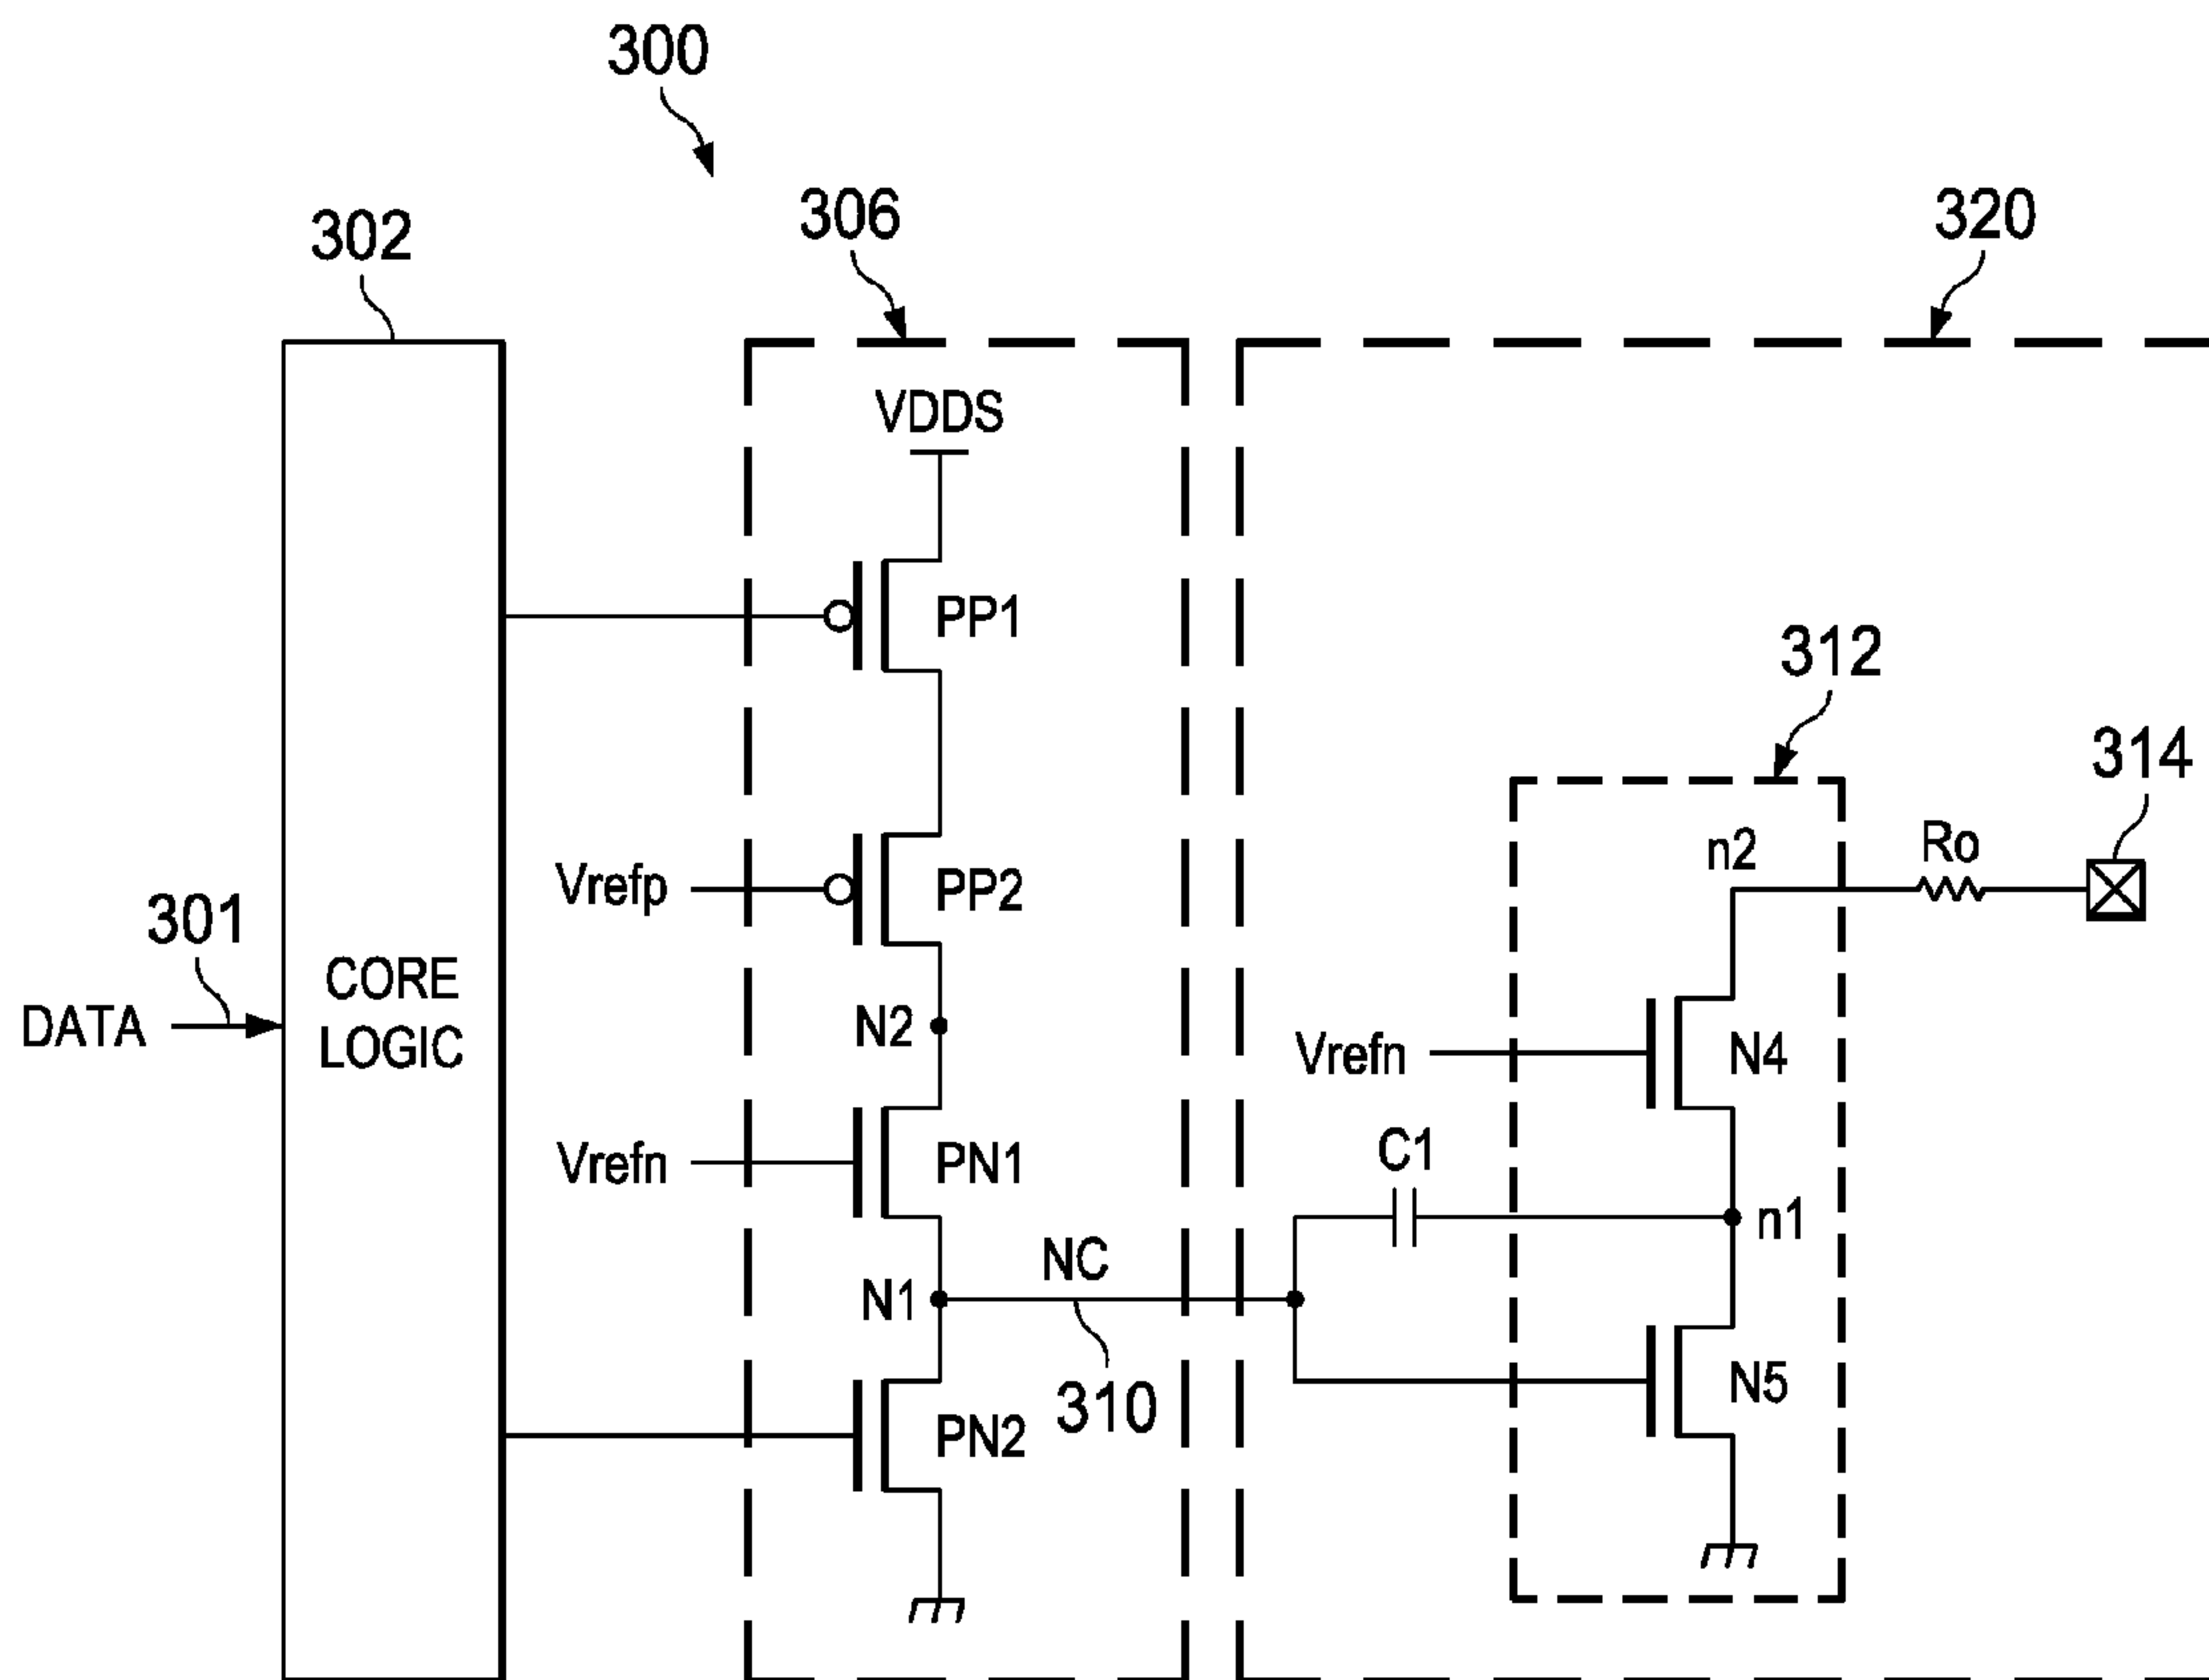 300
306
320
302
VDDS
PP1
312
314
n2
Ro
Vrefp
PP2
301
CORE
LOGIC
DATA
N2
Vrefn
N4
Vrefn
PN1
C1
n1
NC
N1
310
N5
PN2